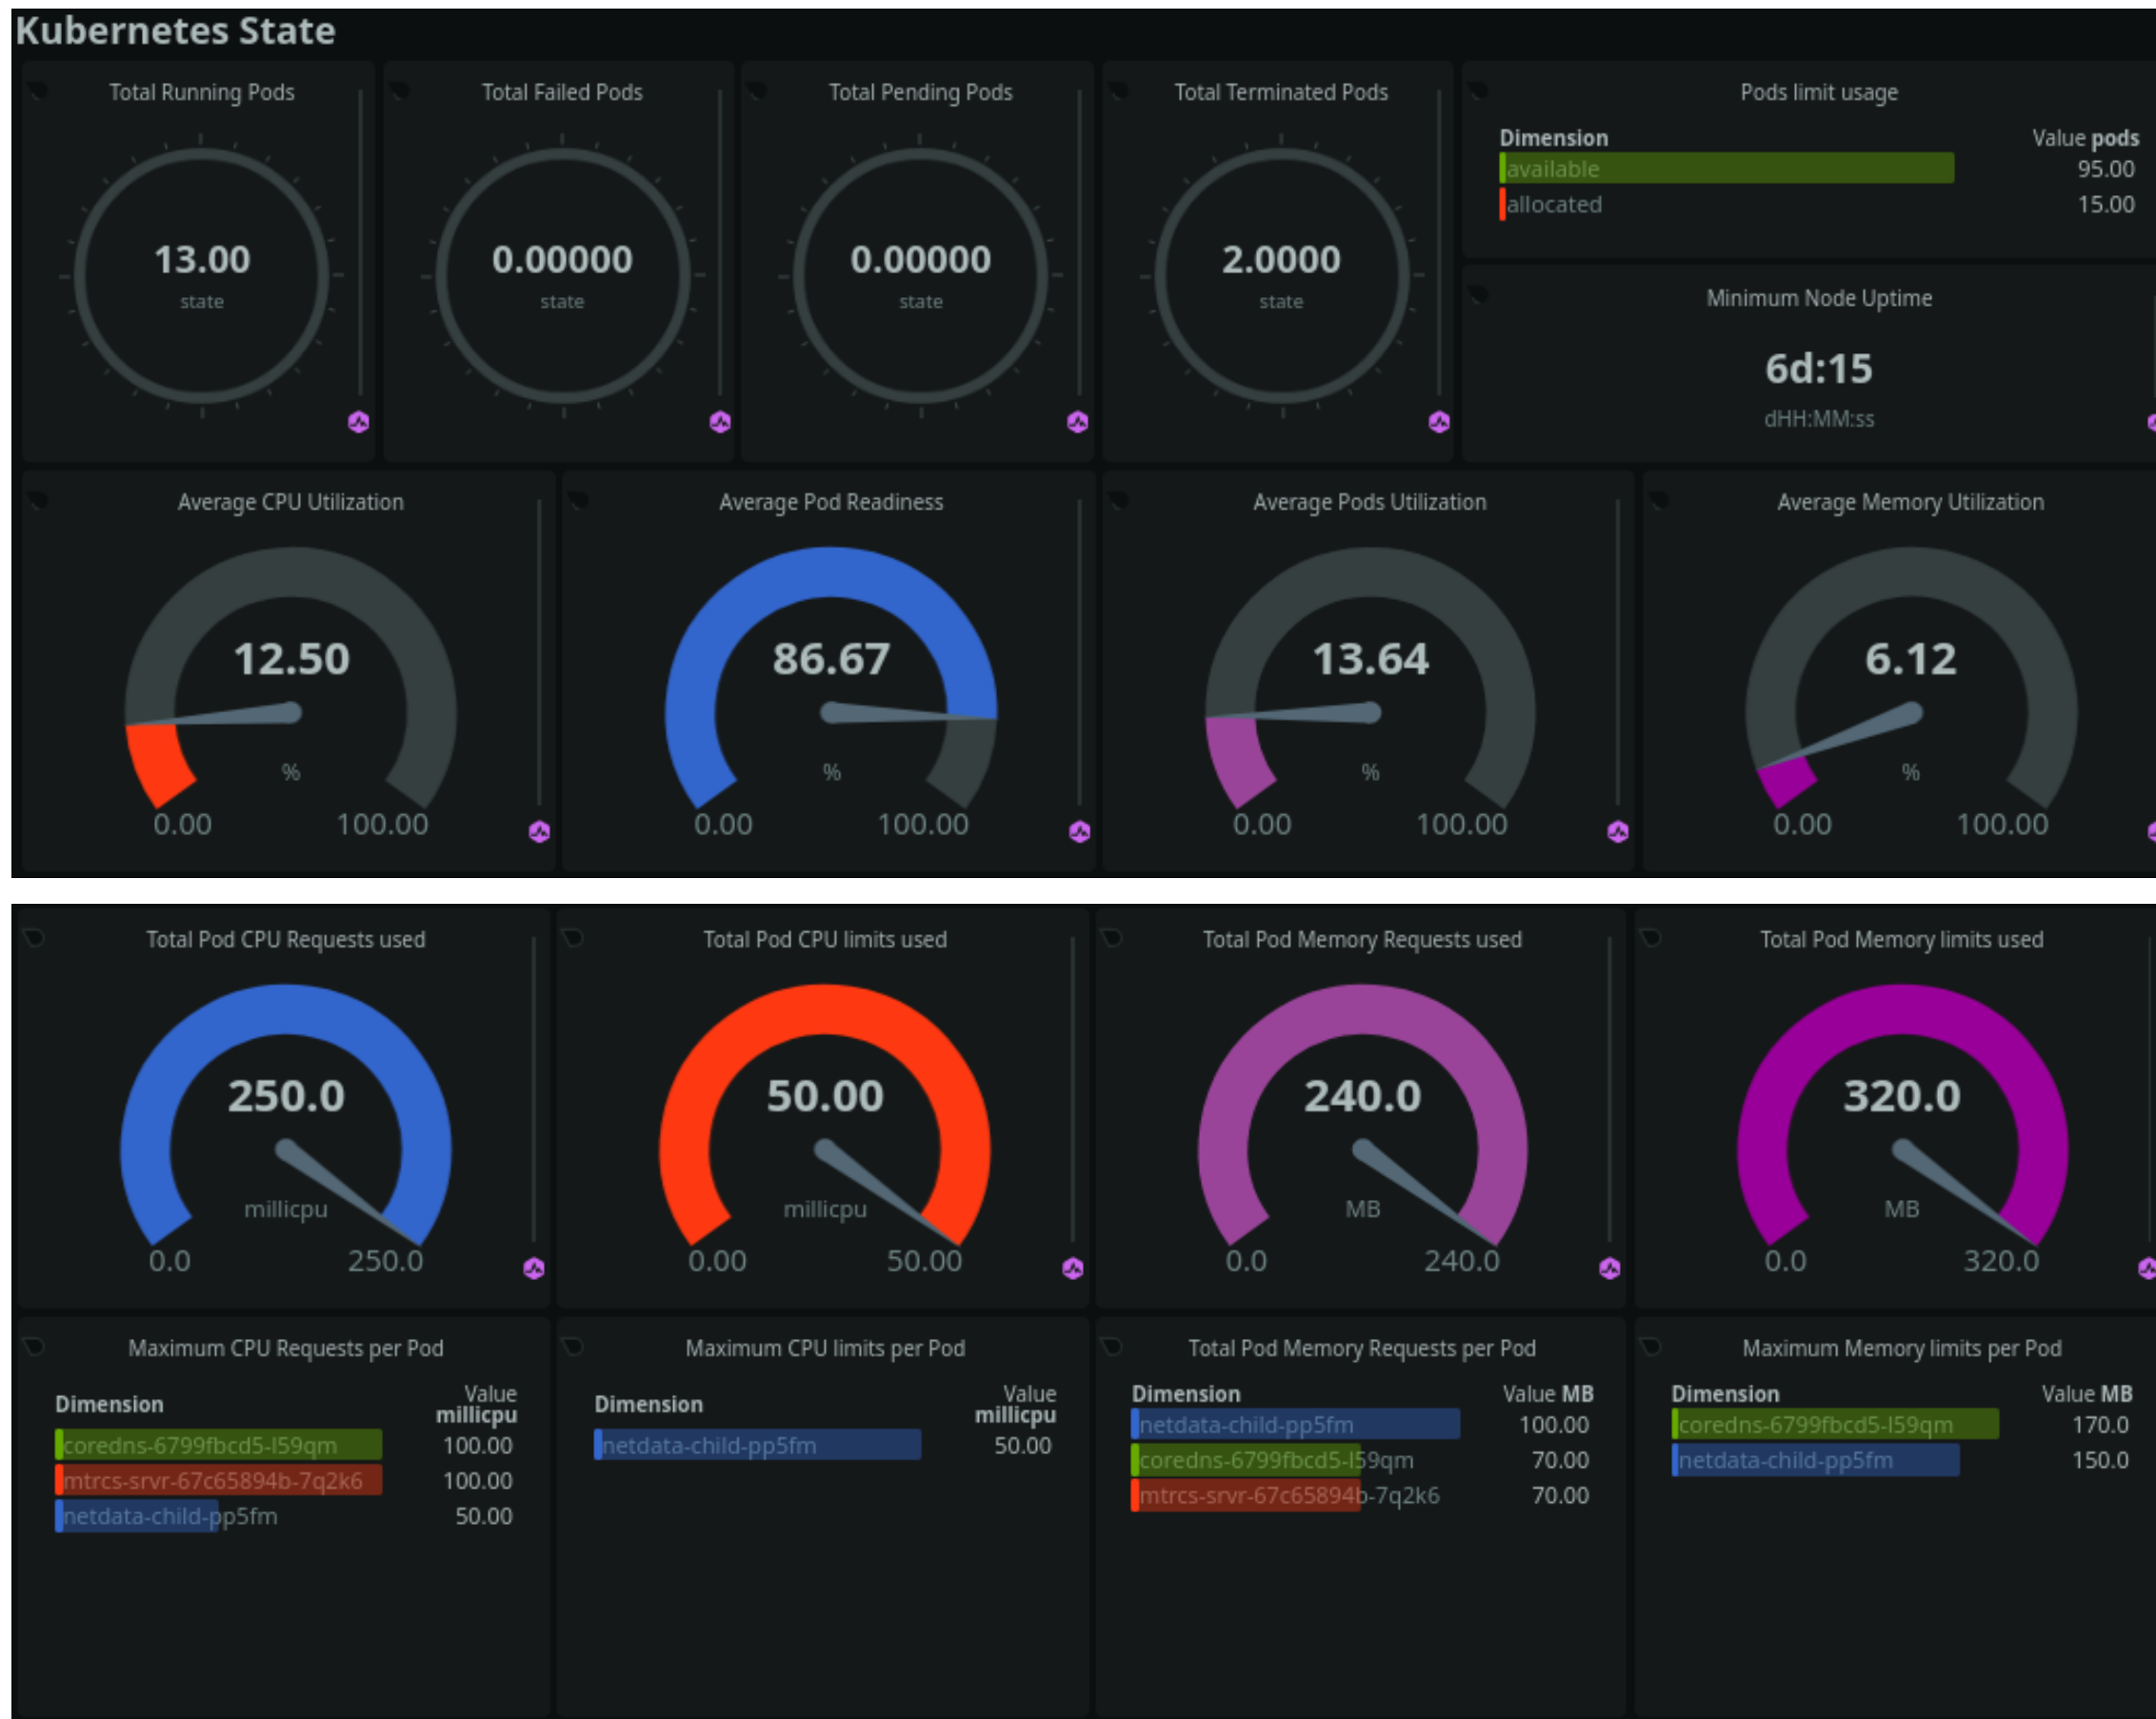 Kubernetes State
Total Running Pods
13.00
state
Total Failed Pods
0.00000
state
Total Pending Pods
0.00000
state
Total Terminated Pods
2.0000
state
Pods limit usage
Dimension Value pods
available 95.00
allocated 15.00
Minimum Node Uptime
6d:15
dHH:MM:ss
Average CPU Utilization
12.50
%
0.00 100.00
Average Pod Readiness
86.67
%
0.00 100.00
Average Pods Utilization
13.64
%
0.00 100.00
Average Memory Utilization
6.12
%
0.00 100.00
Total Pod CPU Requests used
250.0
millicpu
0.0 250.0
Total Pod CPU limits used
50.00
millicpu
0.00 50.00
Total Pod Memory Requests used
240.0
MB
0.0 240.0
Total Pod Memory limits used
320.0
MB
0.0 320.0
Maximum CPU Requests per Pod
Dimension Value millicpu
coredns-6799fbcd5-l59qm 100.00
mtrcs-srvr-67c65894b-7q2k6 100.00
netdata-child-pp5fm 50.00
Maximum CPU limits per Pod
Dimension Value millicpu
netdata-child-pp5fm 50.00
Total Pod Memory Requests per Pod
Dimension Value MB
netdata-child-pp5fm 100.00
coredns-6799fbcd5-l59qm 70.00
mtrcs-srvr-67c65894b-7q2k6 70.00
Maximum Memory limits per Pod
Dimension Value MB
coredns-6799fbcd5-l59qm 170.0
netdata-child-pp5fm 150.0